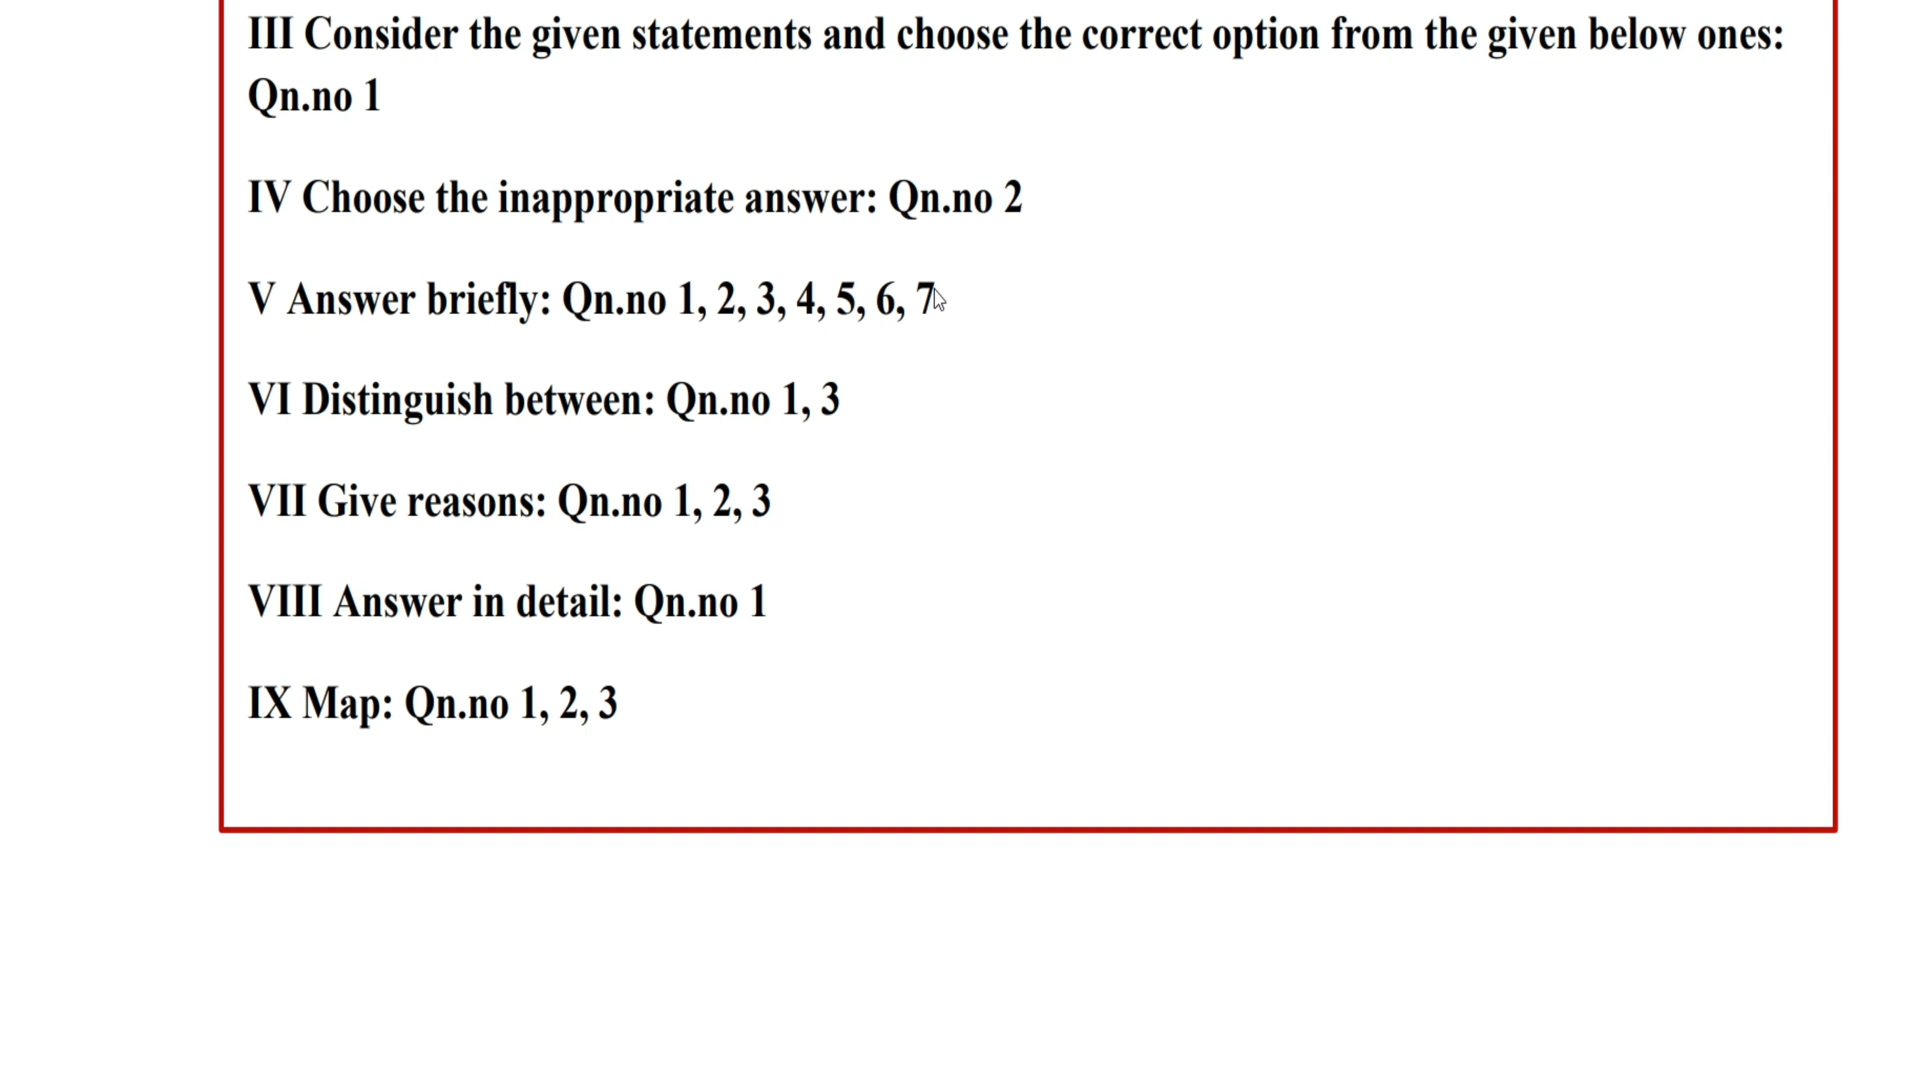 III Consider the given statements and choose the correct option from the given below ones:
Qn.no 1
IV Choose the inappropriate answer: Qn.no 2
V Answer briefly: Qn.no 1, 2, 3, 4, 5, 6, 7
VI Distinguish between: Qn.no 1, 3
VII Give reasons: Qn.no 1, 2, 3
VIII Answer in detail: Qn.no 1
IX Map: Qn.no 1, 2, 3